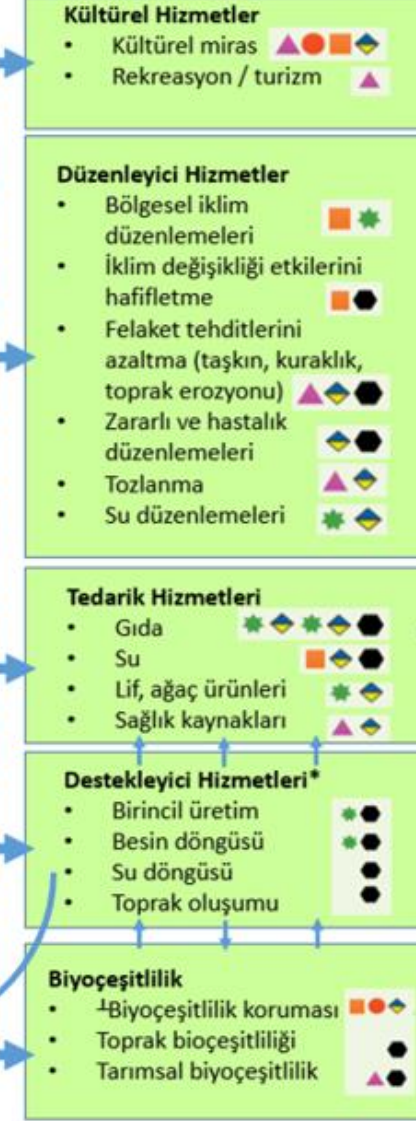 Kültürel Hizmetler
• Kültürel miras
• Rekreasyon / turizm
Düzenleyici Hizmetler
• Bölgesel iklim
düzenlemeleri
• İklim değişikliği etkilerini
hafifletme
• Felaket tehditlerini
azaltma (taşkın, kuraklık,
toprak erozyonu)
• Zararlı ve hastalık
düzenlemeleri
• Tozlanma
• Su düzenlemeleri
Tedarik Hizmetleri
• Gıda
• Su
• Lif, ağaç ürünleri
• Sağlık kaynakları
Destekleyici Hizmetleri*
• Birincil üretim
• Besin döngüsü
• Su döngüsü
• Toprak oluşumu
Biyoçeşitlilik
• ┴Biyoçeşitlilik koruması
• Toprak bioçeşitliliği
• Tarımsal biyoçeşitlilik